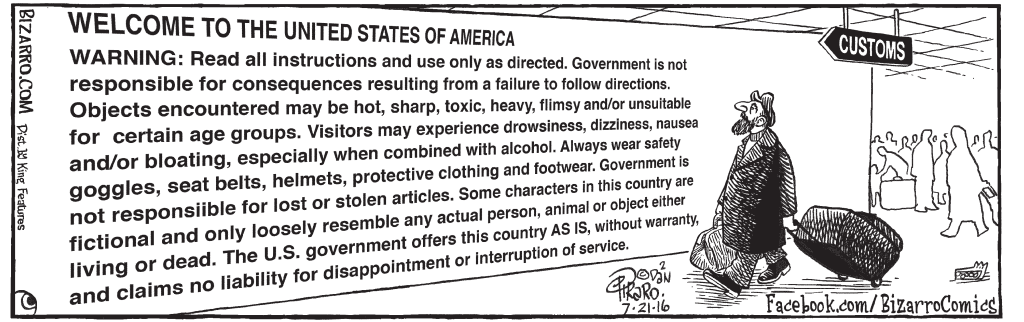 BIZARRO.COM Dist. by King Features
WELCOME TO THE UNITED STATES OF AMERICA
WARNING: Read all instructions and use only as directed. Government is not
responsible for consequences resulting from a failure to follow directions.
Objects encountered may be hot, sharp, toxic, heavy, flimsy and/or unsuitable
for certain age groups. Visitors may experience drowsiness, dizziness, nausea
and/or bloating, especially when combined with alcohol. Always wear safety
goggles, seat belts, helmets, protective clothing and footwear. Government is
not responsiible for lost or stolen articles. Some characters in this country are
fictional and only loosely resemble any actual person, animal or object either
living or dead. The U.S. government offers this country AS IS, without warranty,
and claims no liability for disappointment or interruption of service.
CUSTOMS
©Dan 2
PIRARO.
7-21-16
Facebook.com/BizarroComics